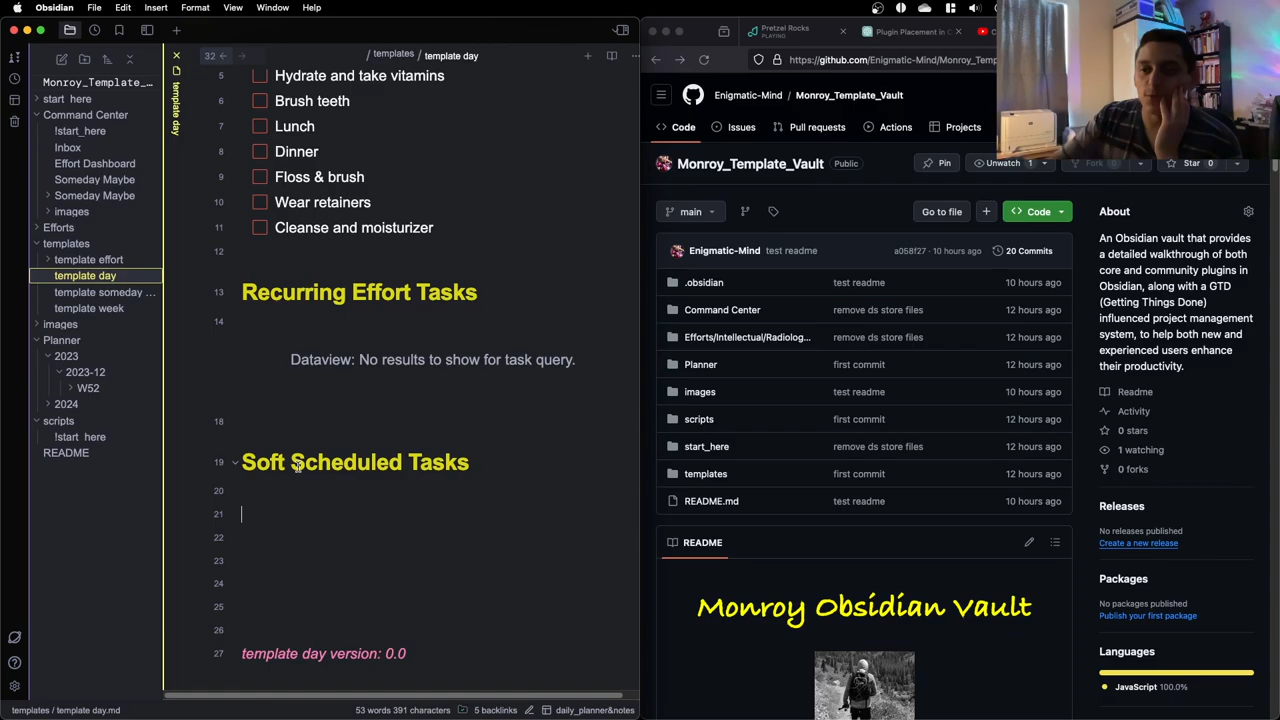 Obsidian File Edit Insert Format View Window Help
Monroy_Template_...
start here
Command Center
!start_here
Inbox
Effort Dashboard
Someday Maybe
Someday Maybe
images
Efforts
templates
template effort
template day
template someday ...
template week
images
Planner
2023
2023-12
W52
2024
scripts
!start here
README
template day
32
/ templates / template day
5 Hydrate and take vitamins
6 Brush teeth
7 Lunch
8 Dinner
9 Floss & brush
10 Wear retainers
11 Cleanse and moisturizer
12
13 Recurring Effort Tasks
14
Dataview: No results to show for task query.
18
19 Soft Scheduled Tasks
20
21
22
23
24
25
26
27 template day version: 0.0
templates / template day.md
53 words 391 characters
5 backlinks
daily_planner&notes
Pretzel Rocks
PLAYING
Plugin Placement in C
https://github.com/Enigmatic-Mind/Monroy_Temp
Enigmatic-Mind / Monroy_Template_Vault
Code Issues Pull requests Actions Projects
Monroy_Template_Vault Public
Pin Unwatch 1 Fork 0 Star 0
main Go to file + Code
Enigmatic-Mind test readme a058f27 · 10 hours ago 20 Commits
.obsidian test readme 10 hours ago
Command Center remove ds store files 12 hours ago
Efforts/Intellectual/Radiolog... remove ds store files 12 hours ago
Planner first commit 12 hours ago
images test readme 10 hours ago
scripts first commit 12 hours ago
start_here remove ds store files 12 hours ago
templates first commit 12 hours ago
README.md test readme 10 hours ago
README
Monroy Obsidian Vault
About
An Obsidian vault that provides
a detailed walkthrough of both
core and community plugins in
Obsidian, along with a GTD
(Getting Things Done)
influenced project management
system, to help both new and
experienced users enhance
their productivity.
Readme
Activity
0 stars
1 watching
0 forks
Releases
No releases published
Create a new release
Packages
No packages published
Publish your first package
Languages
JavaScript 100.0%